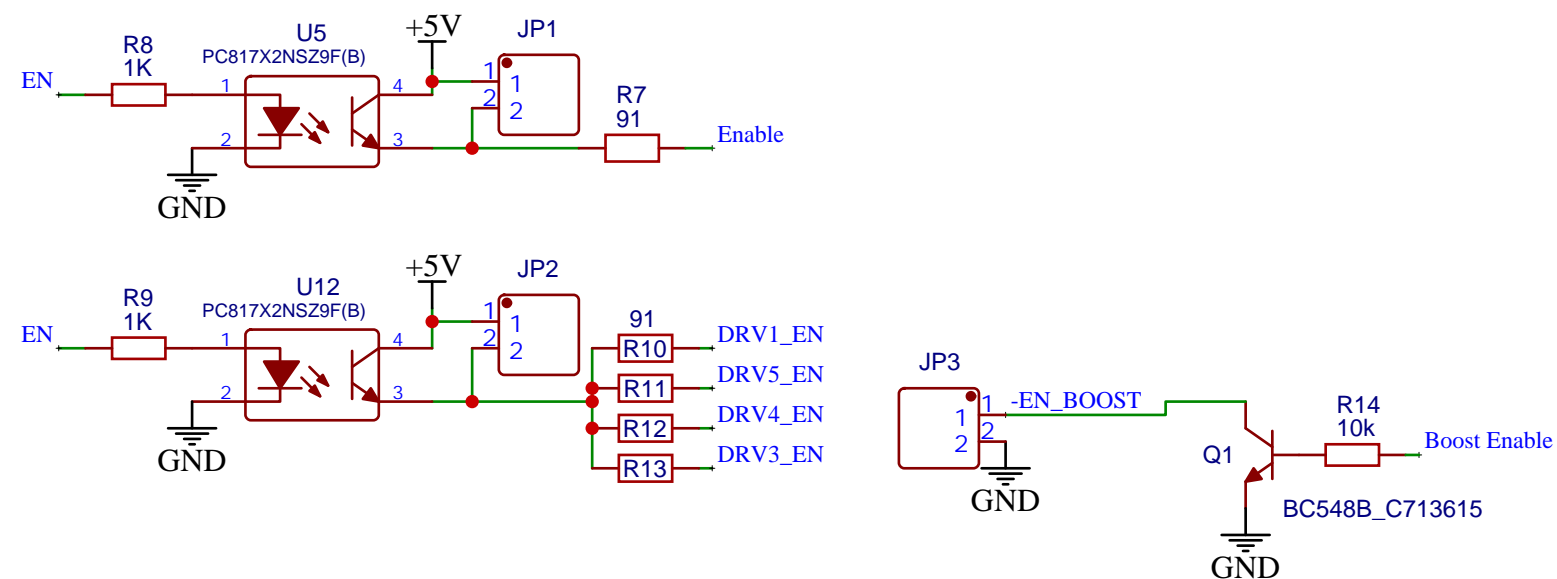 +5V
U5
JP1
R8
PC817X2NSZ9F(B)
1K
EN
1
4
1
1
2
2
R7
91
2
3
Enable
GND
+5V
U12
JP2
R9
PC817X2NSZ9F(B)
1K
EN
1
4
1
1
2
2
91
R10
DRV1_EN
R11
DRV5_EN
2
3
R12
DRV4_EN
R13
DRV3_EN
GND
JP3
1
1
-EN_BOOST
2
2
GND
R14
10k
Boost Enable
Q1
BC548B_C713615
GND